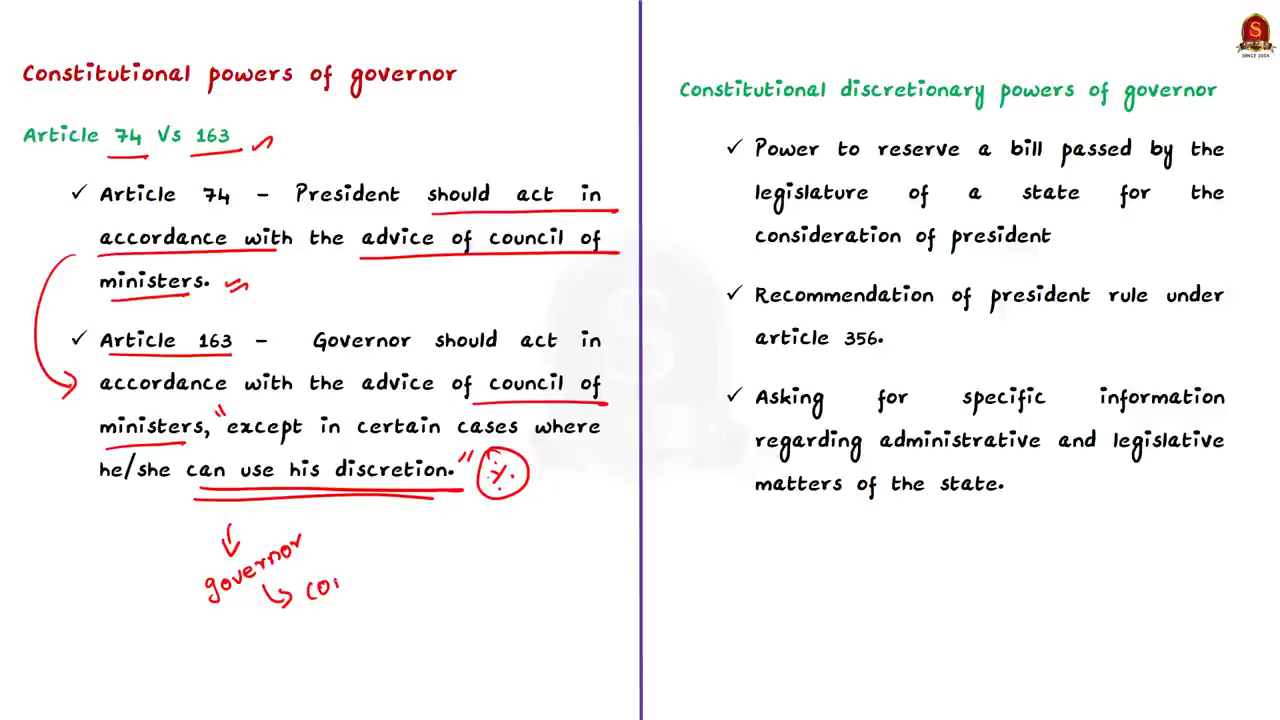 Constitutional powers of governor
Article 74 Vs 163
✓ Article 74 – President should act in
accordance with the advice of council of
ministers.
✓ Article 163 – Governor should act in
accordance with the advice of council of
ministers, "except in certain cases where
he/she can use his discretion."
governor
Constitutional discretionary powers of governor
✓ Power to reserve a bill passed by the
legislature of a state for the
consideration of president
✓ Recommendation of president rule under
article 356.
✓ Asking for specific information
regarding administrative and legislative
matters of the state.
S
SINCE 2004